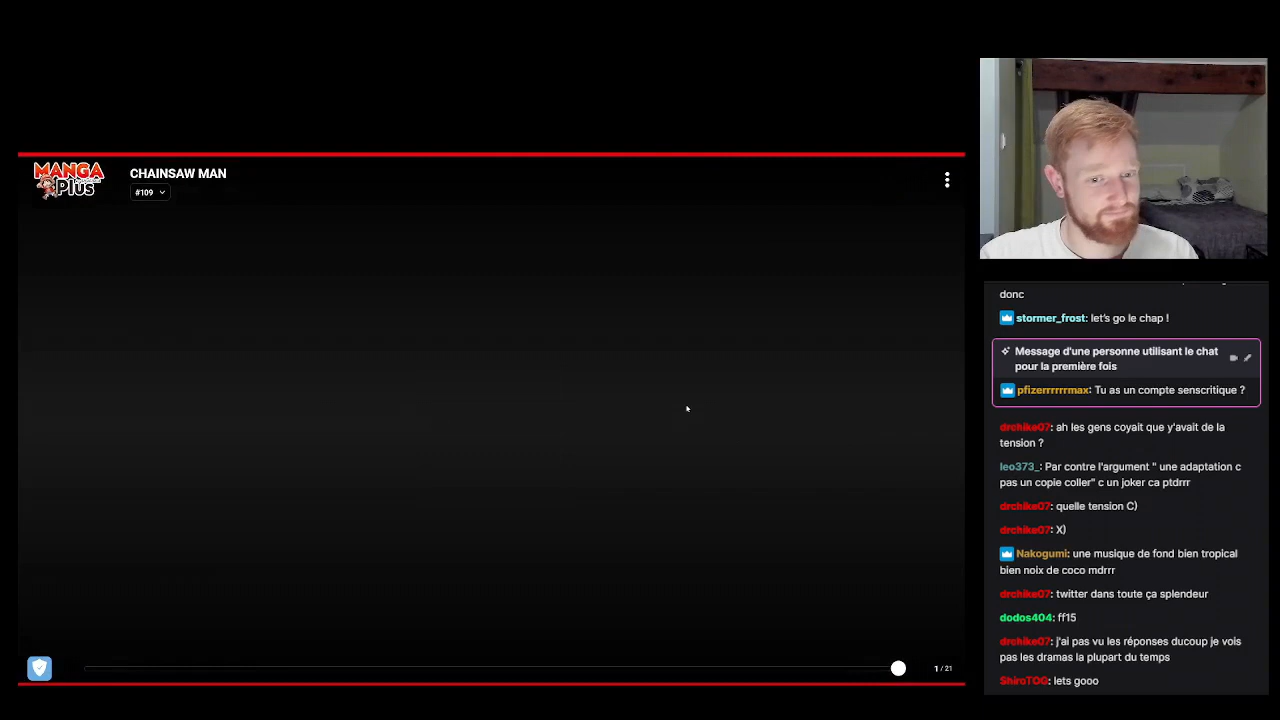 MANGA
Plus
CHAINSAW MAN
#109
1 / 21
donc
stormer_frost: let's go le chap !
Message d'une personne utilisant le chat
pour la première fois
pfizerrrrrrmax: Tu as un compte senscritique ?
drchike07: ah les gens coyait que y'avait de la
tension ?
leo373_: Par contre l'argument " une adaptation c
pas un copie coller" c un joker ca ptdrrr
drchike07: quelle tension C)
drchike07: X)
Nakogumi: une musique de fond bien tropical
bien noix de coco mdrrr
drchike07: twitter dans toute ça splendeur
dodos404: ff15
drchike07: j'ai pas vu les réponses ducoup je vois
pas les dramas la plupart du temps
ShiroTOG: lets gooo